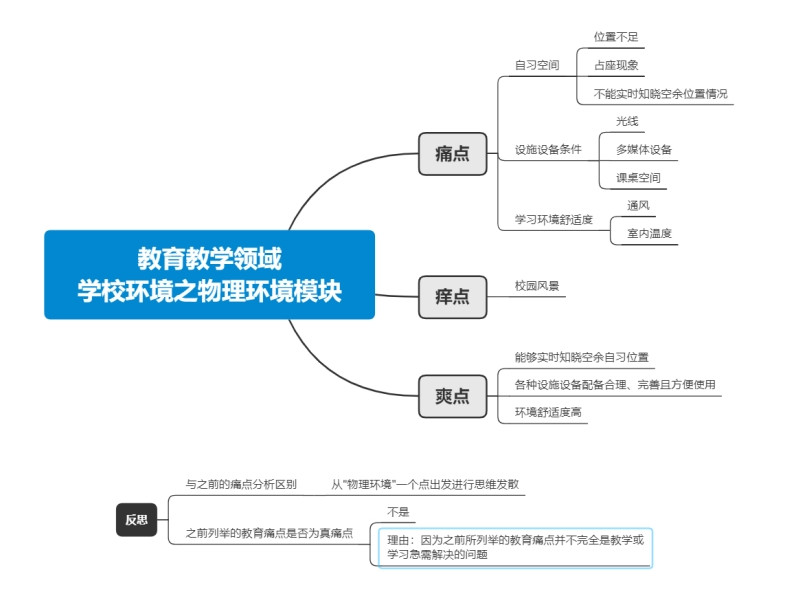 教育教学领域
学校环境之物理环境模块
痛点
自习空间
位置不足
占座现象
不能实时知晓空余位置情况
设施设备条件
光线
多媒体设备
课桌空间
学习环境舒适度
通风
室内温度
痒点
校园风景
爽点
能够实时知晓空余自习位置
各种设施设备配备合理、完善且方便使用
环境舒适度高
反思
与之前的痛点分析区别
从"物理环境"一个点出发进行思维发散
之前列举的教育痛点是否为真痛点
不是
理由：因为之前所列举的教育痛点并不完全是教学或
学习急需解决的问题